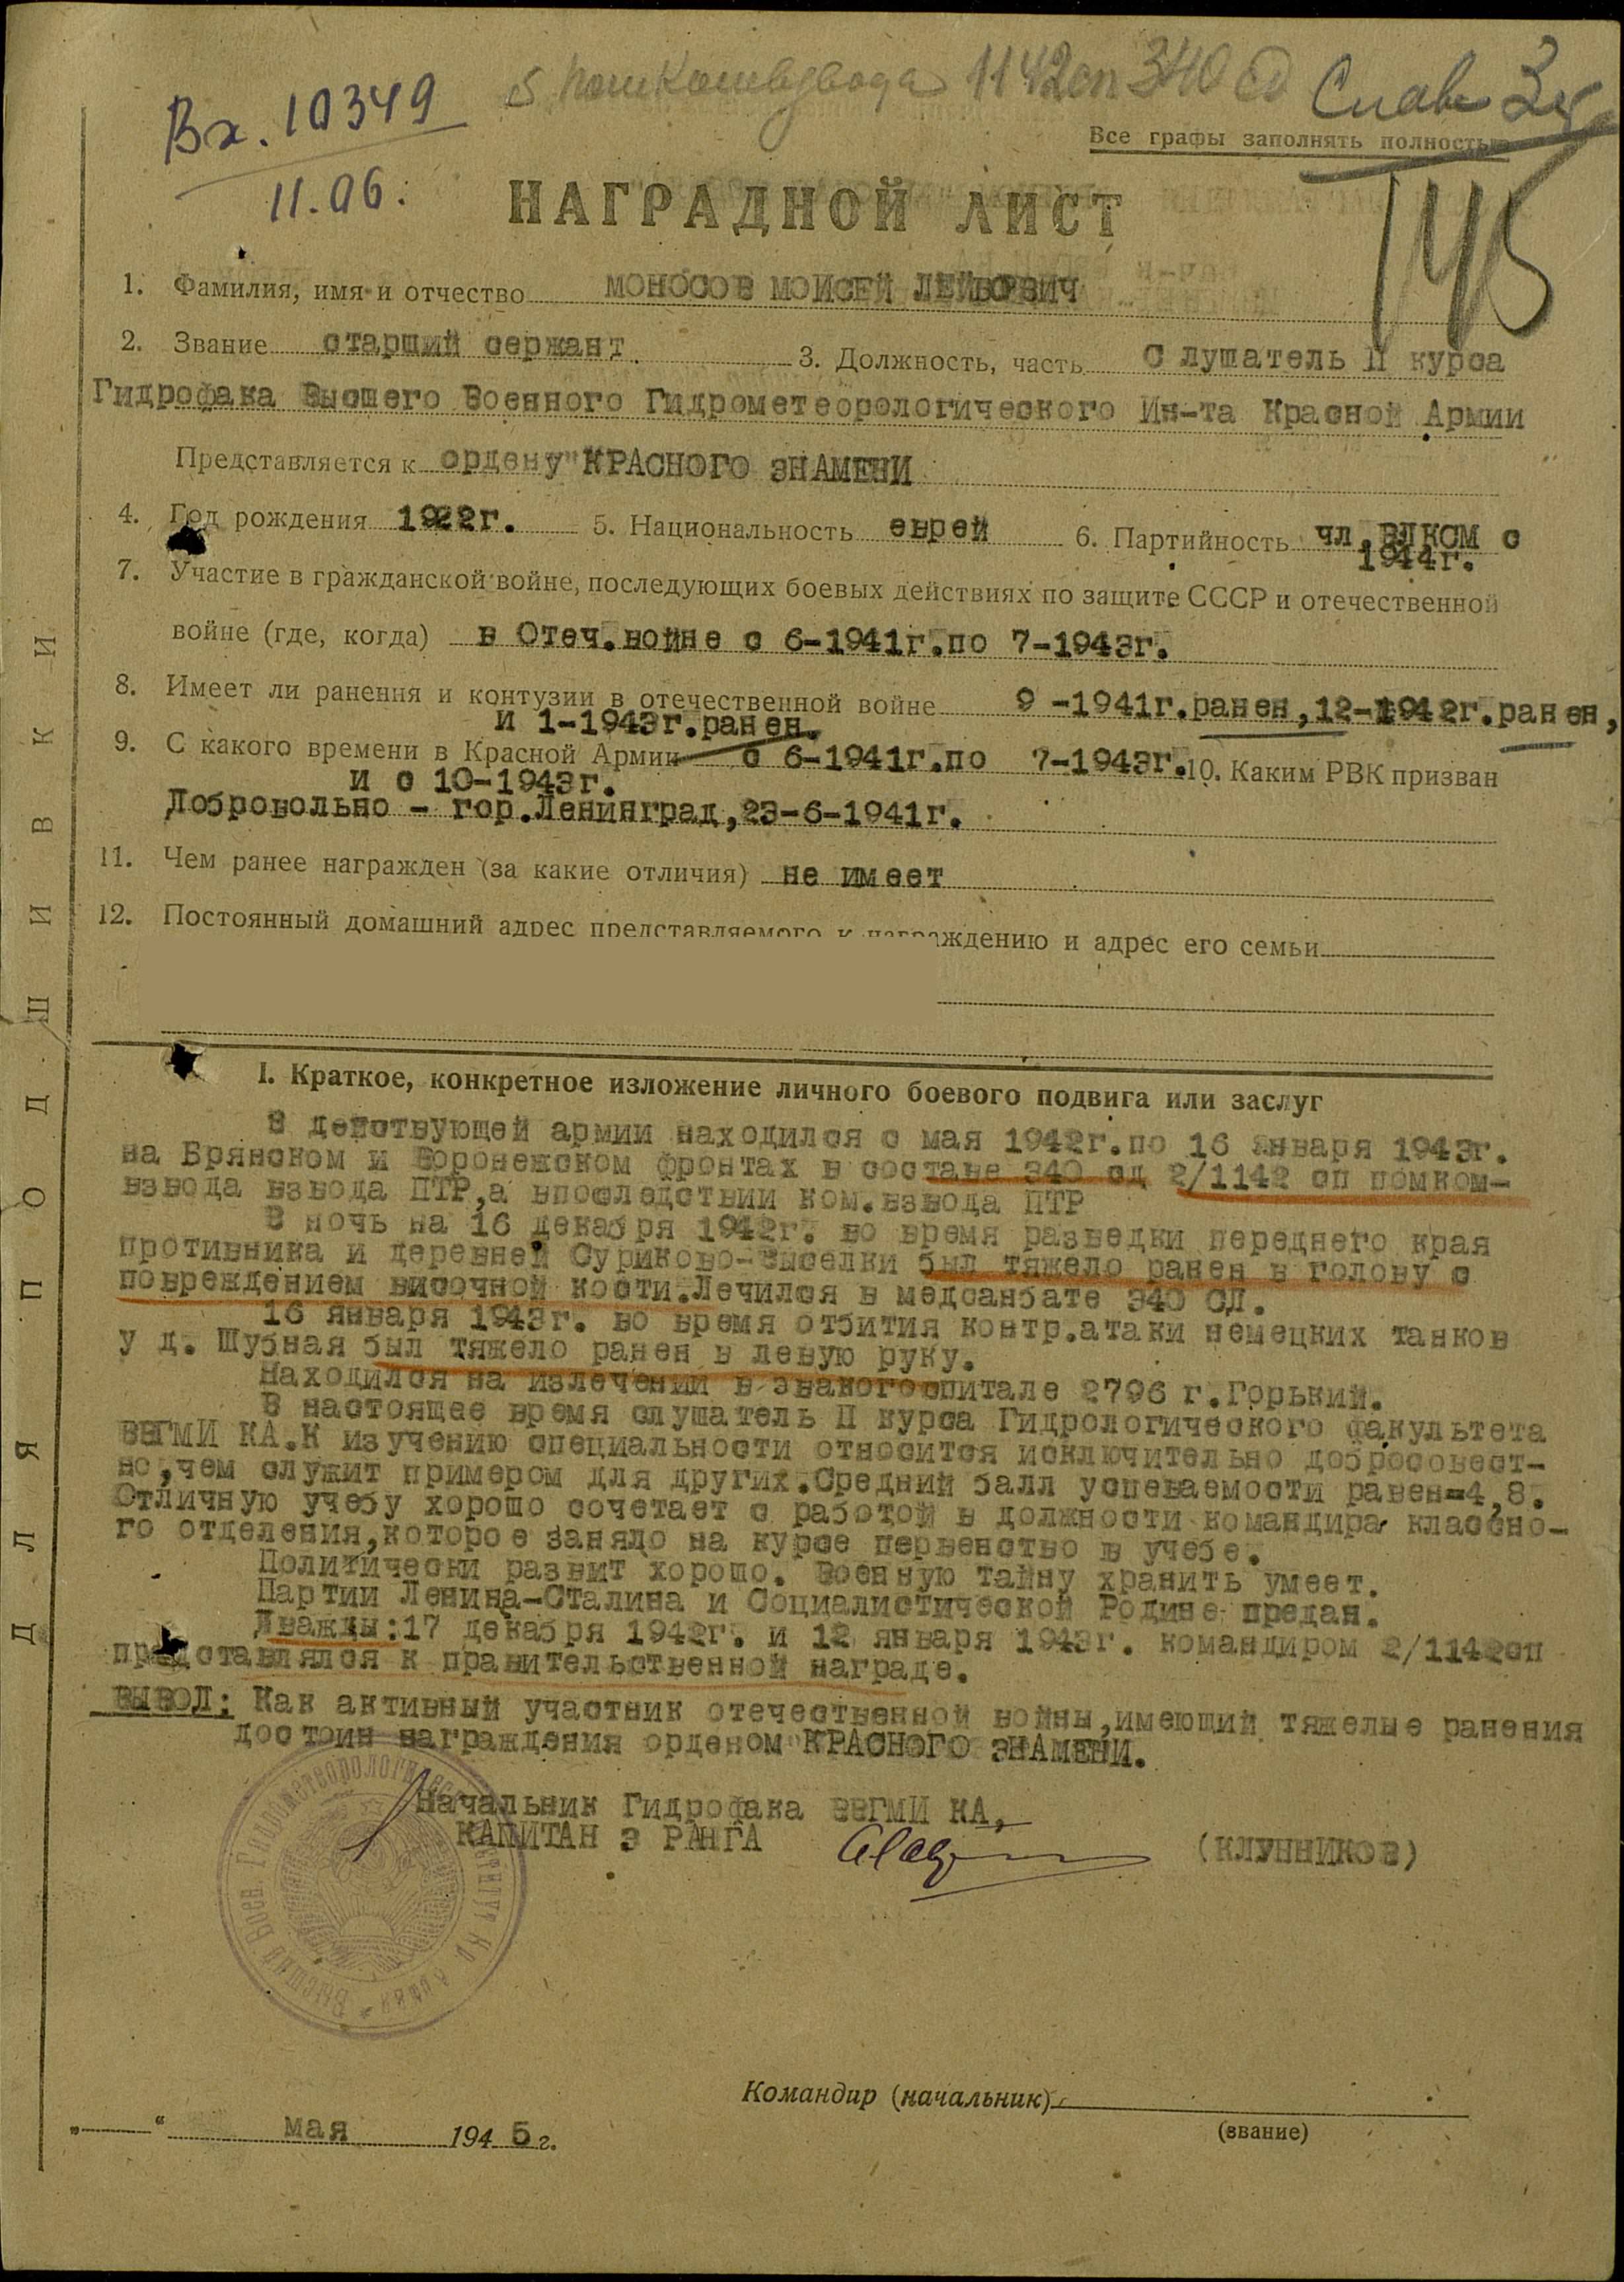 Вх. 10349
11.06.
помкомвзвода 1142 сп 340 сд
Слав 3 ст
Все графы заполнять полностью
145
НАГРАДНОЙ ЛИСТ
1. Фамилия, имя и отчество МОНОСОВ МОИСЕЙ ЛЕЙБОВИЧ
2. Звание старший сержант. 3. Должность, часть Слушатель II курса
Гидрофака Высшего Военного Гидрометеорологического Ин-та Красной Армии
Представляется к ордену "КРАСНОГО ЗНАМЕНИ
4. Год рождения 1922г. 5. Национальность еврей 6. Партийность чл.ВЛКСМ с
1944г.
7. Участие в гражданской войне, последующих боевых действиях по защите СССР и отечественной
войне (где, когда) в Отеч.войне с 6-1941г.по 7-1943г.
8. Имеет ли ранения и контузии в отечественной войне 9-1941г.ранен,12-1942г.ранен,
и 1-1943г.ранен.
9. С какого времени в Красной Армии с 6-1941г.по 7-1943г. 10. Каким РВК призван
и с 10-1943г.
Добровольно - гор.Ленинград,23-6-1941г.
11. Чем ранее награжден (за какие отличия) не имеет
12. Постоянный домашний адрес представляемого к награждению и адрес его семьи
I. Краткое, конкретное изложение личного боевого подвига или заслуг
В действующей армии находился с мая 1942г.по 16 января 1943г.
на Брянском и Воронежском фронтах в составе 340 сд 2/1142 сп помком-
взвода взвода ПТР,а впоследствии ком.взвода ПТР
В ночь на 16 декабря 1942г. во время разведки переднего края
противника и деревней Суриково-выселки был тяжело ранен в голову с
повреждением височной кости.Лечился в медсанбате 340 СД.
16 января 1943г. во время отбития контр.атаки немецких танков
у д. Шубная был тяжело ранен в левую руку.
Находился на излечении в эвакогоспитале 2796 г.Горький.
В настоящее время слушатель II курса Гидрологического факультета
ВВГМИ КА.К изучению специальности относится исключительно добросовест-
но,чем служит примером для других.Средний балл успеваемости равен=4,8.
Отличную учебу хорошо сочетает с работой в должности командира классно-
го отделения,которое заняло на курсе первенство в учебе.
Политически развит хорошо. Военную тайну хранить умеет.
Партии Ленина-Сталина и Социалистической Родине предан.
Дважды:17 декабря 1942г. и 12 января 1943г. командиром 2/1142сп
представлялся к правительственной награде.
ВЫВОД: Как активный участник отечественной войны,имеющий тяжелые ранения
достоин награждения орденом "КРАСНОГО ЗНАМЕНИ.
Начальник Гидрофака ВВГМИ КА,
КАПИТАН 3 РАНГА (КЛУННИКОВ)
Командир (начальник)
(звание)
„ “ мая 1945г.
ДЛЯ ПОДШИВКИ